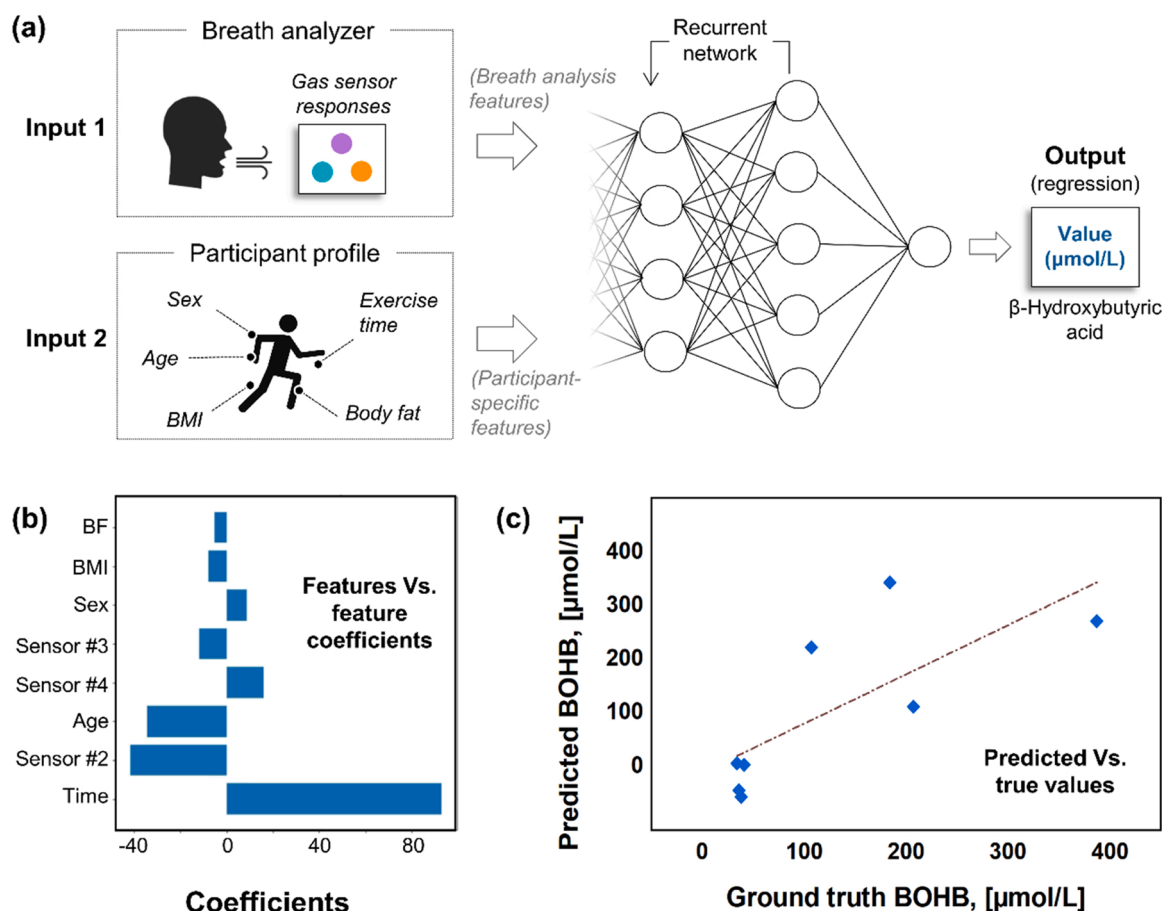 (a)
Breath analyzer
Input 1
Gas sensor
responses
(Breath analysis
features)
Recurrent
network
Output
(regression)
Value
(µmol/L)
β-Hydroxybutyric
acid
Participant profile
Input 2
Sex
Age
BMI
Exercise
time
Body fat
(Participant-
specific
features)
(b)
BF
BMI
Sex
Sensor #3
Sensor #4
Age
Sensor #2
Time
Features Vs.
feature
coefficients
-40
0
40
80
Coefficients
(c)
Predicted BOHB, [µmol/L]
400
300
200
100
0
Predicted Vs.
true values
0
100
200
300
400
Ground truth BOHB, [µmol/L]